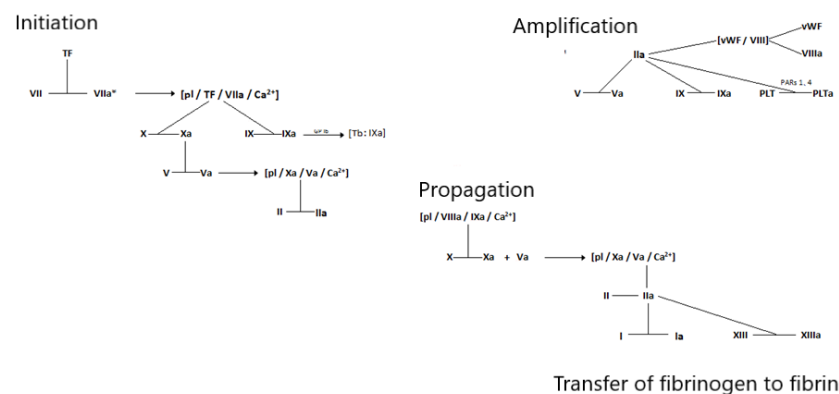 Initiation
TF
VII VIIa* [pl / TF / VIIa / Ca²⁺]
X Xa IX IXa [Tb: IXa]
V Va [pl / Xa / Va / Ca²⁺]
II IIa
Amplification
vWF
[vWF / VIII]
VIIIa
IIa
PARs 1, 4
V Va IX IXa PLT PLTa
Propagation
[pl / VIIIa / IXa / Ca²⁺]
X Xa + Va [pl / Xa / Va / Ca²⁺]
II IIa
I Ia XIII XIIIa
Transfer of fibrinogen to fibrin